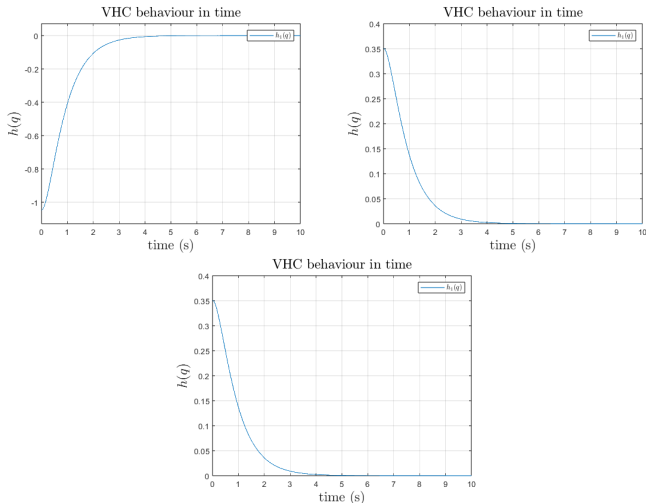 VHC behaviour in time
h_i(q)
h(q)
0
-0.2
-0.4
-0.6
-0.8
-1
0 1 2 3 4 5 6 7 8 9 10
time (s)
VHC behaviour in time
h_i(q)
h(q)
0.4
0.35
0.3
0.25
0.2
0.15
0.1
0.05
0
0 1 2 3 4 5 6 7 8 9 10
time (s)
VHC behaviour in time
h_i(q)
h(q)
0.4
0.35
0.3
0.25
0.2
0.15
0.1
0.05
0
0 1 2 3 4 5 6 7 8 9 10
time (s)